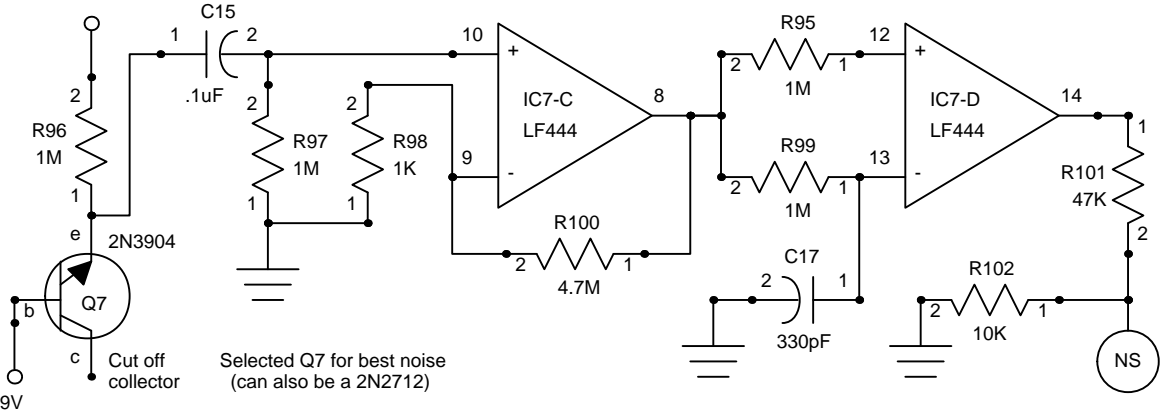 C15
1
2
.1uF
2
R96
1M
1
e
2N3904
Q7
b
c
Cut off
collector
9V
Selected Q7 for best noise
(can also be a 2N2712)
2
R97
1M
1
2
R98
1K
1
10
+
IC7-C
LF444
9
-
8
R100
2
1
4.7M
R95
2
1
1M
R99
2
1
1M
C17
2
1
330pF
12
+
IC7-D
LF444
13
-
14
1
R101
47K
2
R102
2
1
10K
NS